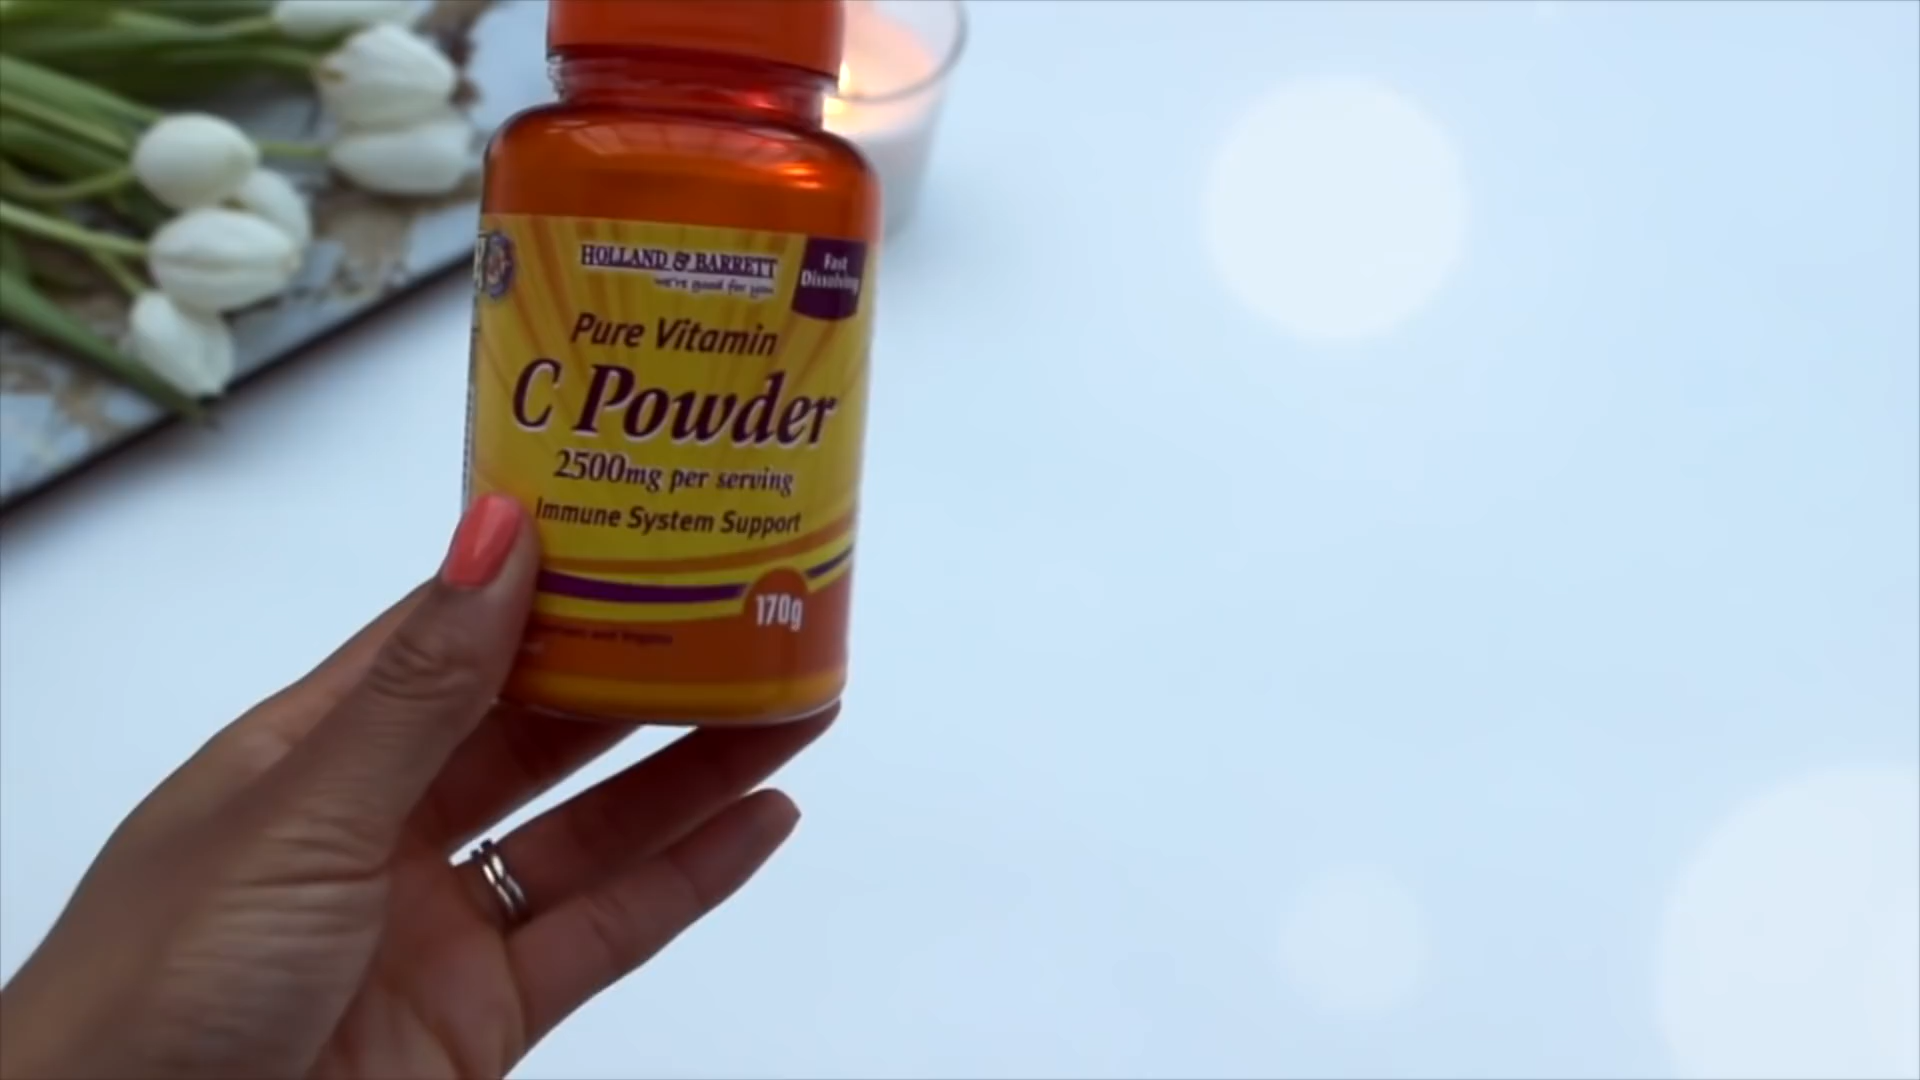 HOLLAND & BARRETT
we're good for you
Fast
Dissolving
Pure Vitamin
C Powder
2500mg per serving
Immune System Support
170g